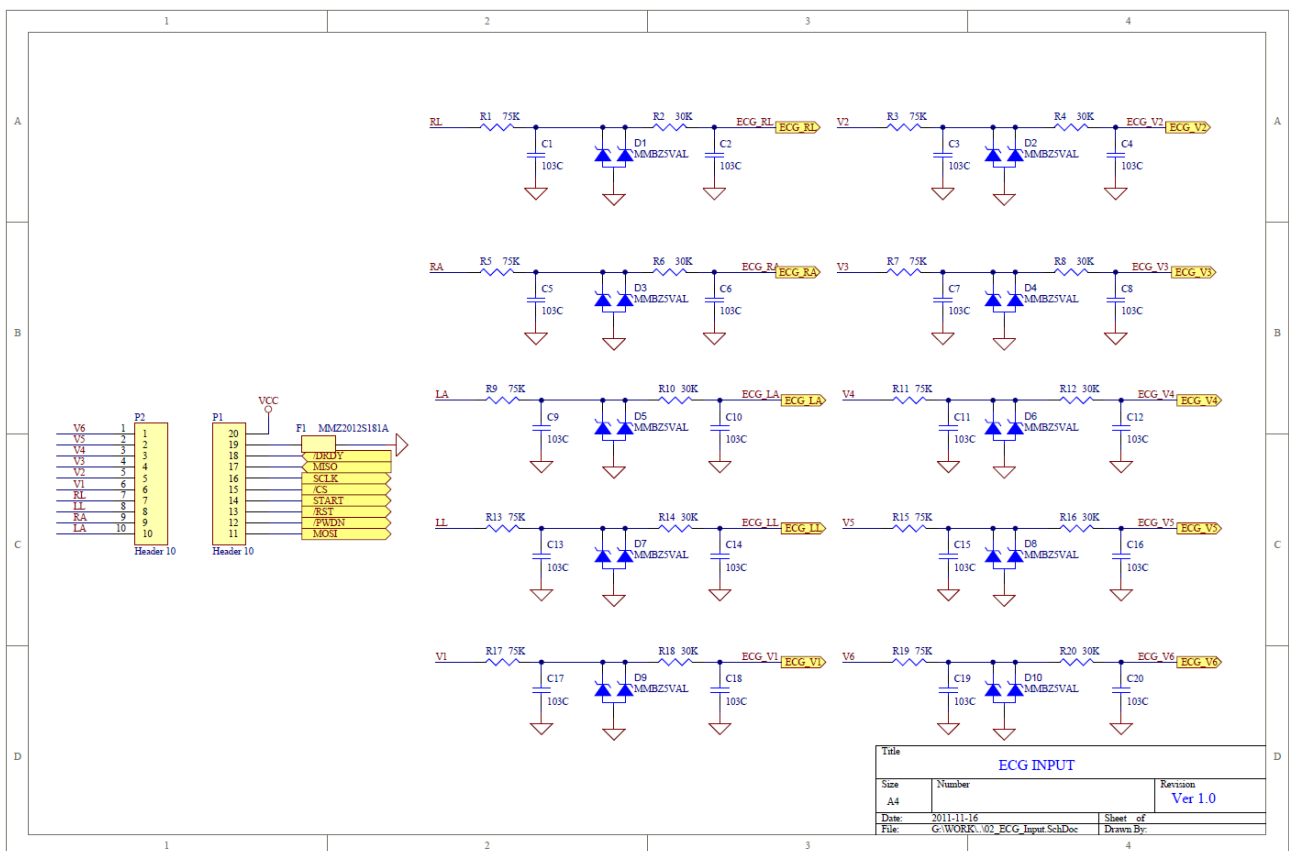 1 2 3 4
A A
B B
C C
D D
1 2 3 4
RL R1 75K R2 30K ECG_RL ECG_RL
C1 103C D1 MMBZ5VAL C2 103C
V2 R3 75K R4 30K ECG_V2 ECG_V2
C3 103C D2 MMBZ5VAL C4 103C
RA R5 75K R6 30K ECG_RA ECG_RA
C5 103C D3 MMBZ5VAL C6 103C
V3 R7 75K R8 30K ECG_V3 ECG_V3
C7 103C D4 MMBZ5VAL C8 103C
LA R9 75K R10 30K ECG_LA ECG_LA
C9 103C D5 MMBZ5VAL C10 103C
V4 R11 75K R12 30K ECG_V4 ECG_V4
C11 103C D6 MMBZ5VAL C12 103C
LL R13 75K R14 30K ECG_LL ECG_LL
C13 103C D7 MMBZ5VAL C14 103C
V5 R15 75K R16 30K ECG_V5 ECG_V5
C15 103C D8 MMBZ5VAL C16 103C
V1 R17 75K R18 30K ECG_V1 ECG_V1
C17 103C D9 MMBZ5VAL C18 103C
V6 R19 75K R20 30K ECG_V6 ECG_V6
C19 103C D10 MMBZ5VAL C20 103C
P2
V6 1 1
V5 2 2
V4 3 3
V3 4 4
V2 5 5
V1 6 6
RL 7 7
LL 8 8
RA 9 9
LA 10 10
Header 10
P1
VCC
20
19 F1 MMZ2012S181A
18 /DRDY
17 MISO
16 SCLK
15 /CS
14 START
13 /RST
12 /PWDN
11 MOSI
Header 10
Title
ECG INPUT
Size Number Revision
A4 Ver 1.0
Date: 2011-11-16 Sheet of
File: G:\WORK\..\02_ECG_Input.SchDoc Drawn By: